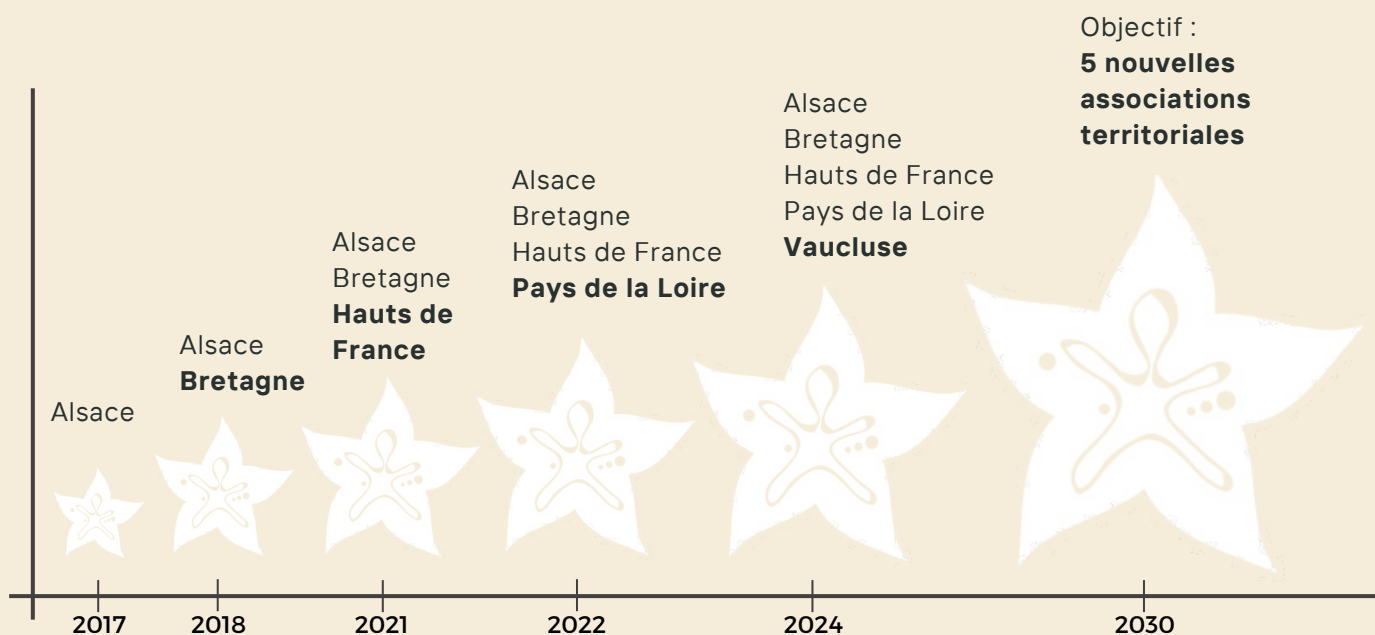 Alsace
Alsace
Bretagne
Alsace
Bretagne
Hauts de
France
Alsace
Bretagne
Hauts de France
Pays de la Loire
Alsace
Bretagne
Hauts de France
Pays de la Loire
Vaucluse
Objectif :
5 nouvelles
associations
territoriales
2017
2018
2021
2022
2024
2030